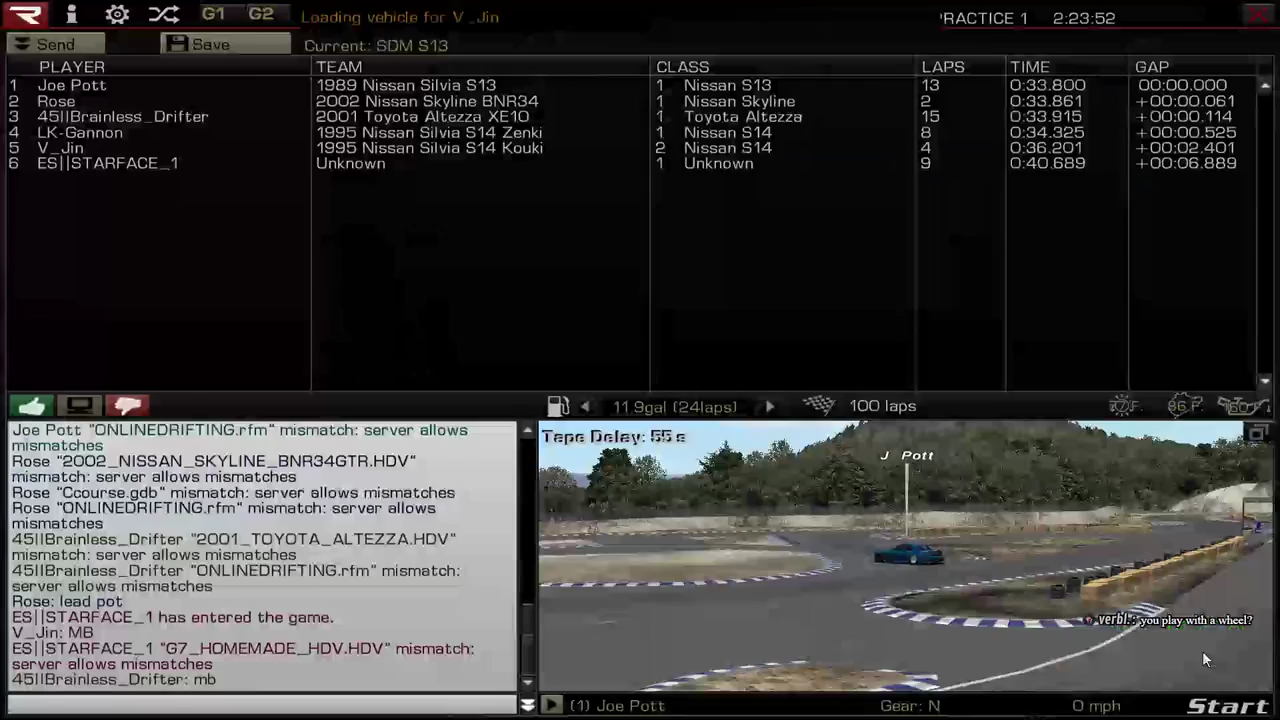 G1 G2 Loading vehicle for V_Jin PRACTICE 1 2:23:52
Send Save Current: SDM S13
PLAYER TEAM CLASS LAPS TIME GAP
1 Joe Pott 1989 Nissan Silvia S13 1 Nissan S13 13 0:33.800 00:00.000
2 Rose 2002 Nissan Skyline BNR34 1 Nissan Skyline 2 0:33.861 +00:00.061
3 45||Brainless_Drifter 2001 Toyota Altezza XE10 1 Toyota Altezza 15 0:33.915 +00:00.114
4 LK-Gannon 1995 Nissan Silvia S14 Zenki 1 Nissan S14 8 0:34.325 +00:00.525
5 V_Jin 1995 Nissan Silvia S14 Kouki 2 Nissan S14 4 0:36.201 +00:02.401
6 ES||STARFACE_1 Unknown 1 Unknown 9 0:40.689 +00:06.889
11.9gal (24laps) 100 laps 77F. 86 F. 160F.
Joe Pott "ONLINEDRIFTING.rfm" mismatch: server allows
mismatches
Rose "2002_NISSAN_SKYLINE_BNR34GTR.HDV"
mismatch: server allows mismatches
Rose "Ccourse.gdb" mismatch: server allows mismatches
Rose "ONLINEDRIFTING.rfm" mismatch: server allows
mismatches
45||Brainless_Drifter "2001_TOYOTA_ALTEZZA.HDV"
mismatch: server allows mismatches
45||Brainless_Drifter "ONLINEDRIFTING.rfm" mismatch:
server allows mismatches
Rose: lead pot
ES||STARFACE_1 has entered the game.
V_Jin: MB
ES||STARFACE_1 "G7_HOMEMADE_HDV.HDV" mismatch:
server allows mismatches
45||Brainless_Drifter: mb
Tape Delay: 55 s
J Pott
verbl.: you play with a wheel?
(1) Joe Pott Gear: N 0 mph Start